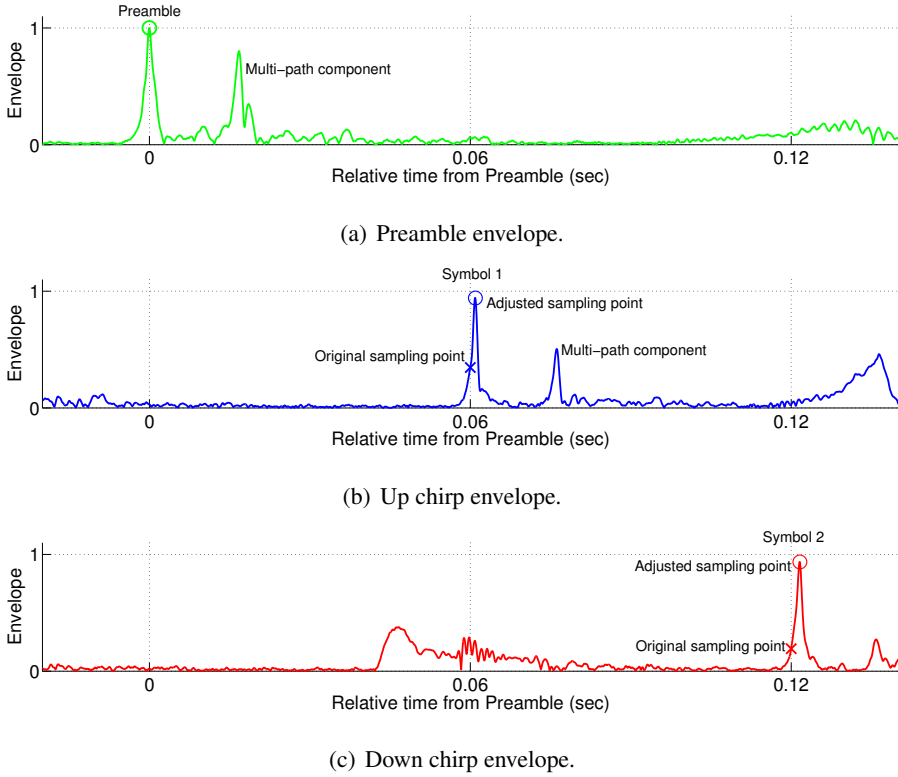 Preamble
1
Envelope
Multi-path component
0
0
0.06
0.12
Relative time from Preamble (sec)
(a) Preamble envelope.
Symbol 1
1
Adjusted sampling point
Envelope
Original sampling point
Multi-path component
0
0
0.06
0.12
Relative time from Preamble (sec)
(b) Up chirp envelope.
Symbol 2
1
Adjusted sampling point
Envelope
Original sampling point
0
0
0.06
0.12
Relative time from Preamble (sec)
(c) Down chirp envelope.